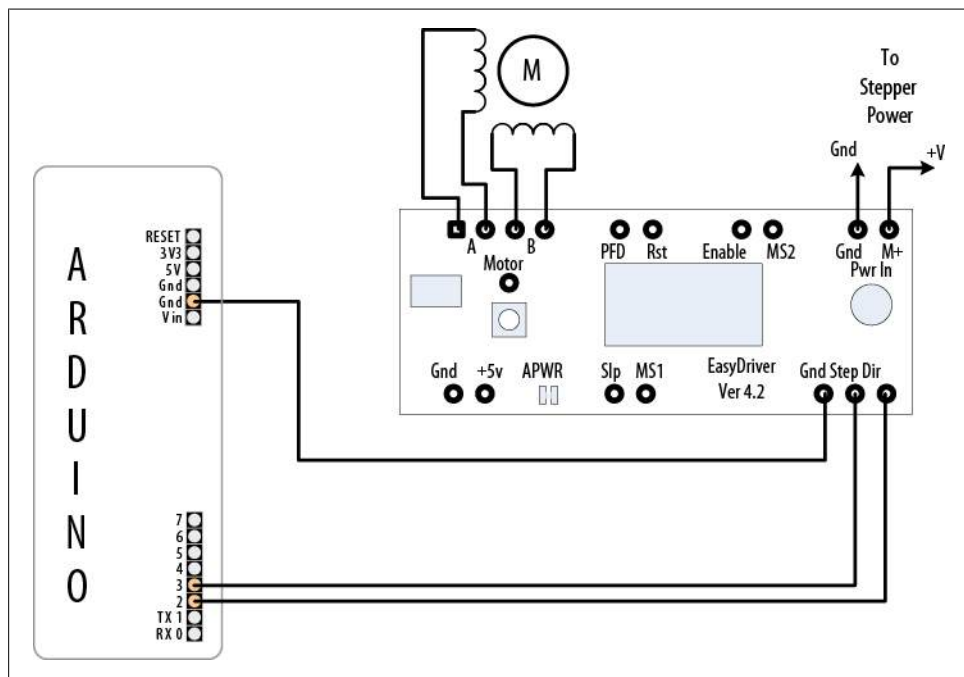 M
To
Stepper
Power
Gnd
+V
A
B
Motor
PFD
Rst
Enable
MS2
Gnd
M+
Pwr In
Gnd
+5v
APWR
Slp
MS1
EasyDriver
Ver 4.2
Gnd Step Dir
ARDUINO
RESET
3V3
5V
Gnd
Gnd
Vin
7
6
5
4
3
2
TX 1
RX 0